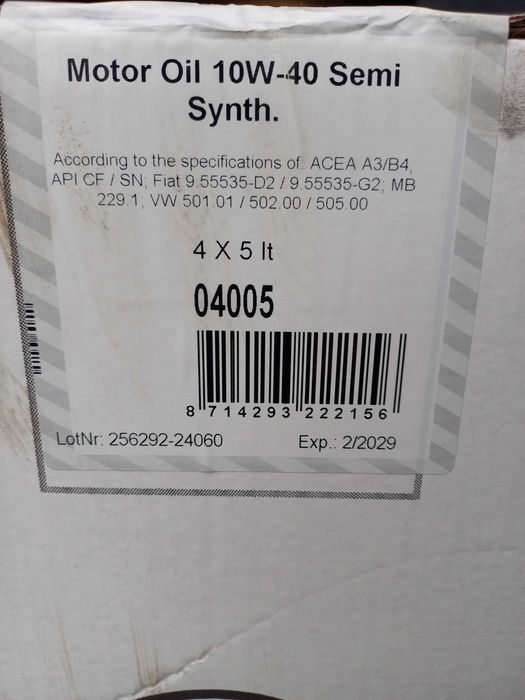 Motor Oil 10W-40 Semi
Synth.
According to the specifications of: ACEA A3/B4,
API CF / SN; Fiat 9.55535-D2 / 9.55535-G2; MB
229.1; VW 501.01 / 502.00 / 505.00
4 X 5 lt
04005
8 714293 222156
LotNr: 256292-24060
Exp.: 2/2029